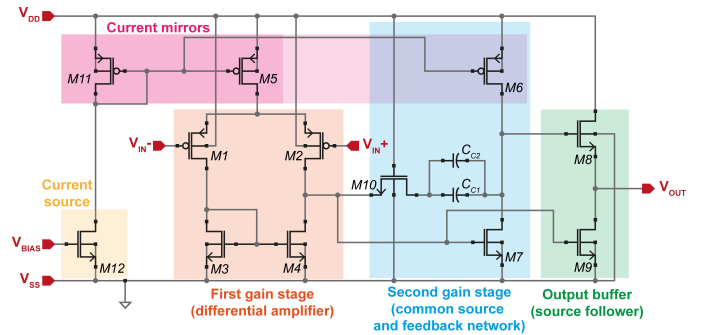 VDD
Current mirrors
M11
M5
M6
VIN-
M1
M2
VIN+
CC2
CC1
M10
M8
VOUT
Current
source
VBIAS
M12
M3
M4
M7
M9
VSS
First gain stage
(differential amplifier)
Second gain stage
(common source
and feedback network)
Output buffer
(source follower)